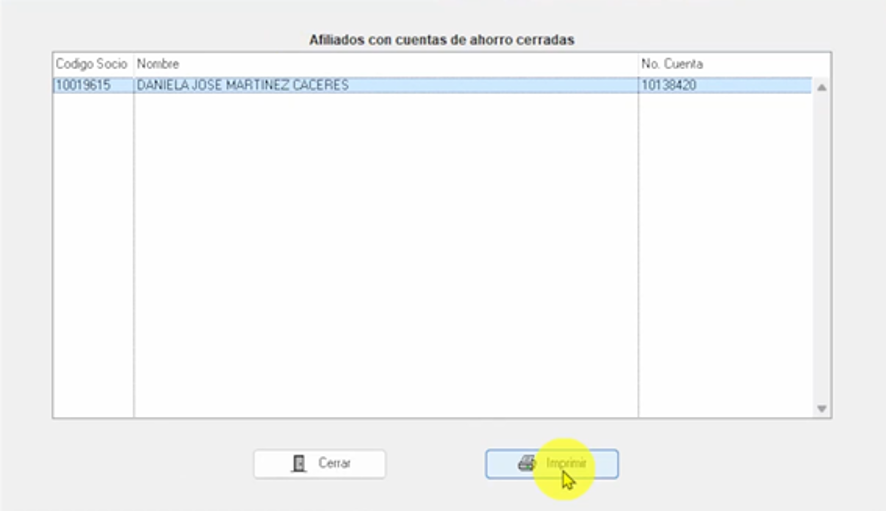 Afiliados con cuentas de ahorro cerradas
Codigo Socio Nombre No. Cuenta
10019615 DANIELA JOSE MARTINEZ CACERES 10138420
Cerrar Imprimir